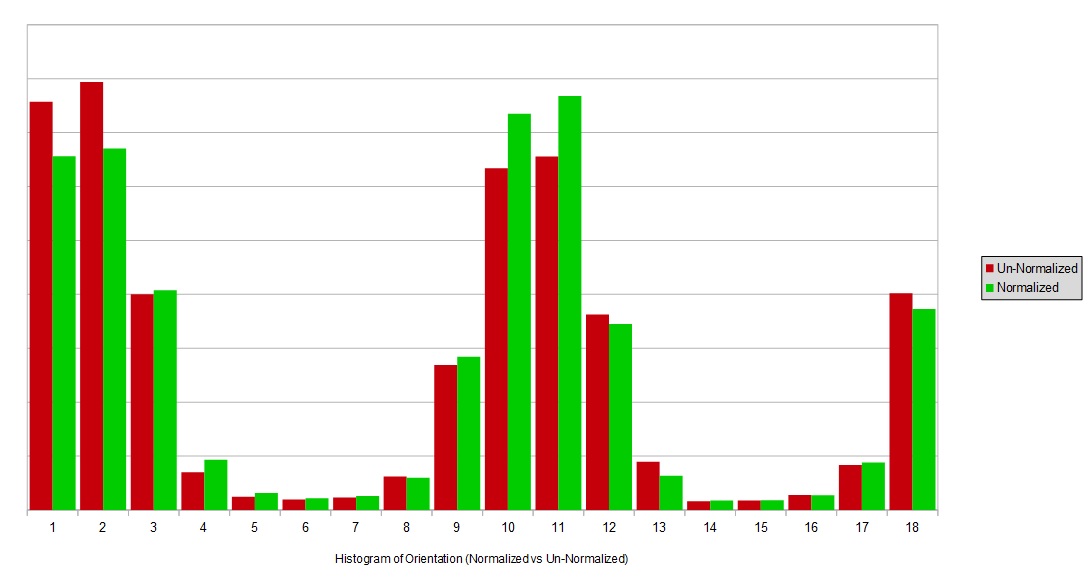 Un-Normalized
Normalized
1 2 3 4 5 6 7 8 9 10 11 12 13 14 15 16 17 18
Histogram of Orientation (Normalized vs Un-Normalized)